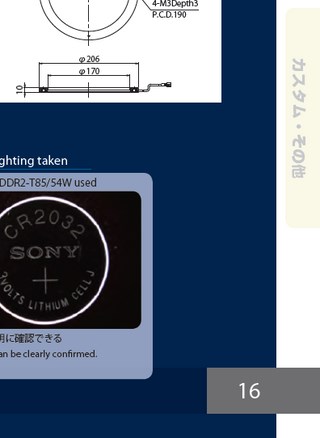 4-M3Depth3
P.C.D.190
φ206
φ170
10
ghting taken
DDR2-T85/54W used
CR2032
SONY
+
3VOLTS LITHIUM CELL J
明に確認できる
an be clearly confirmed.
カスタム・その他
16